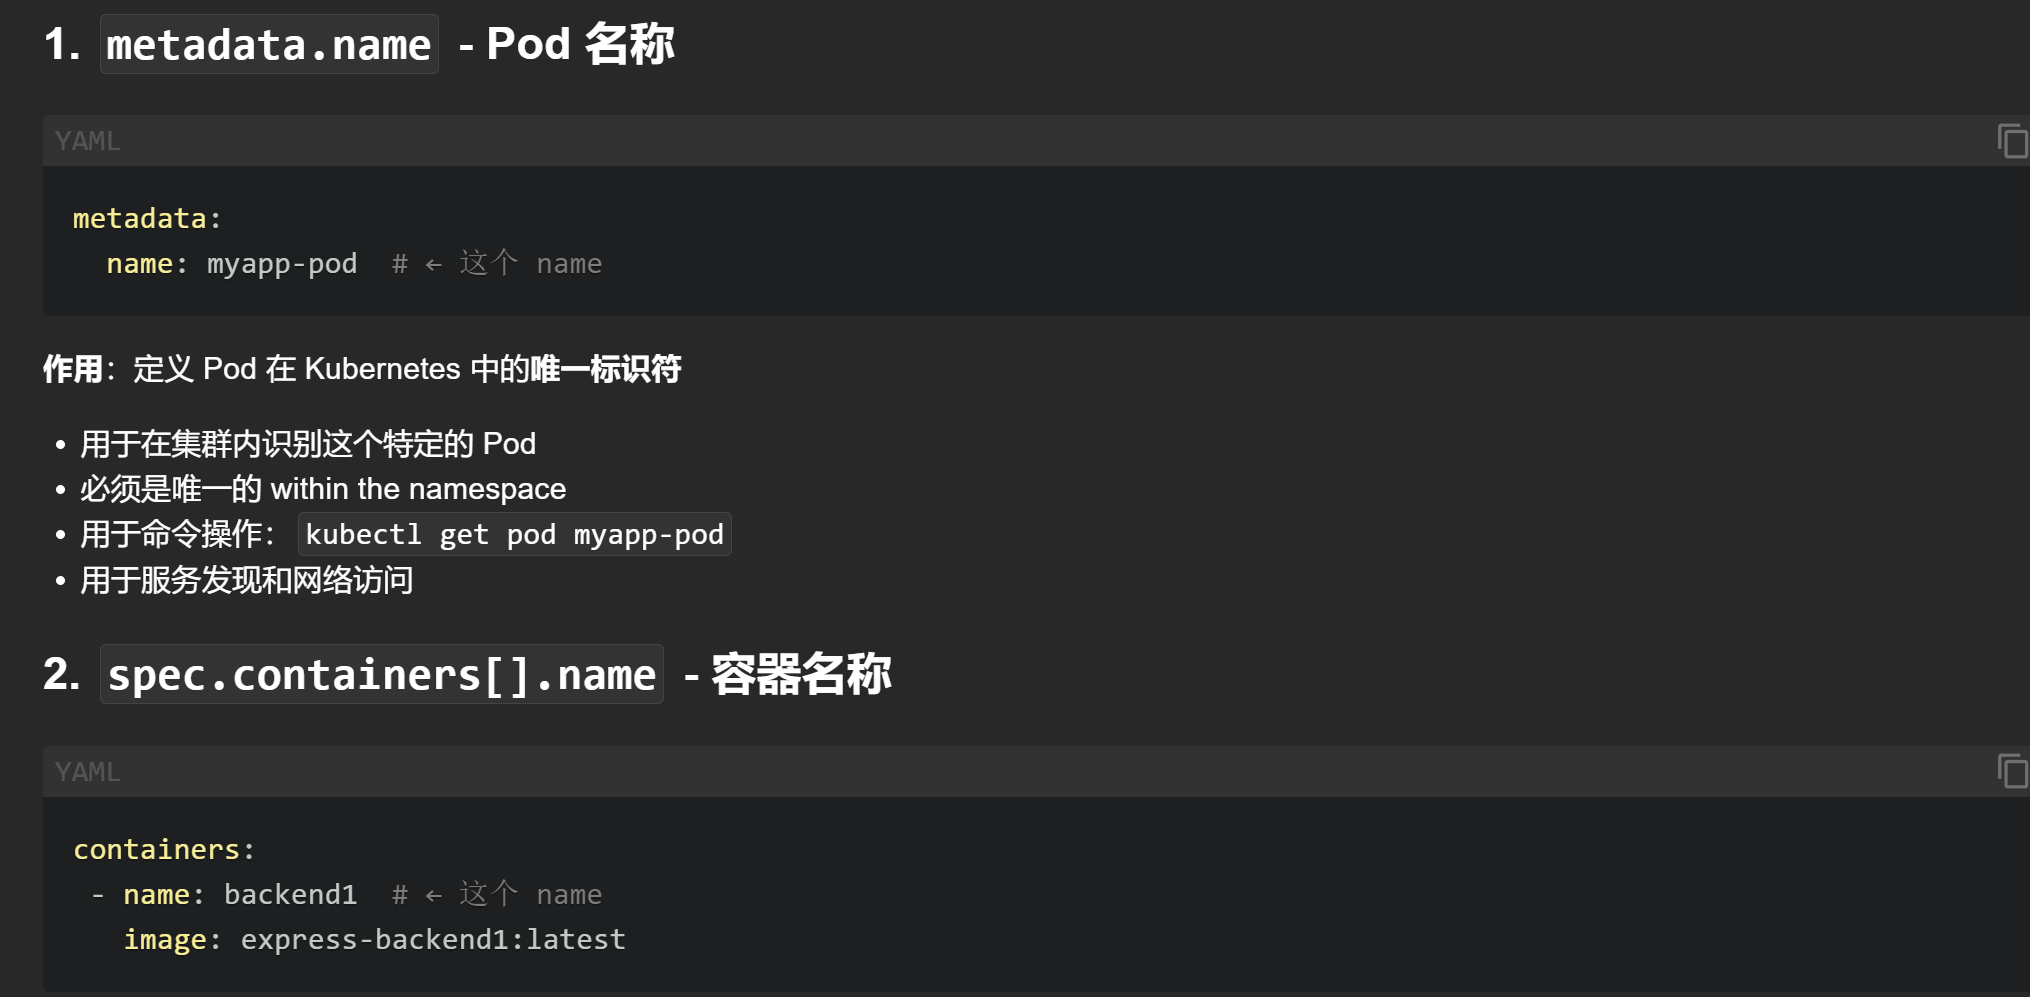 1. metadata.name - Pod 名称
YAML
metadata:
  name: myapp-pod  # ← 这个 name
作用：定义 Pod 在 Kubernetes 中的唯一标识符
• 用于在集群内识别这个特定的 Pod
• 必须是唯一的 within the namespace
• 用于命令操作： kubectl get pod myapp-pod
• 用于服务发现和网络访问
2. spec.containers[].name - 容器名称
YAML
containers:
 - name: backend1  # ← 这个 name
   image: express-backend1:latest